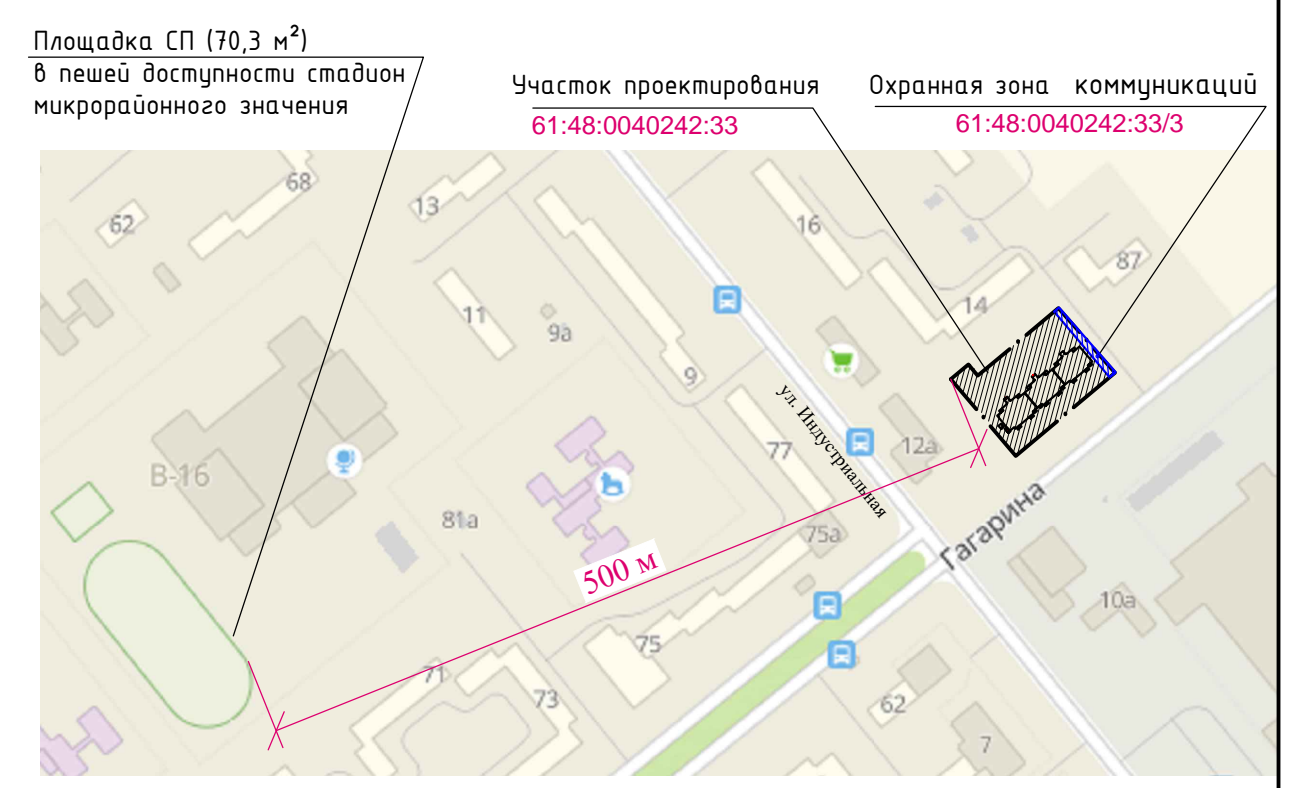 Площадка СП (70,3 м²)
в пешей доступности стадион
микрорайонного значения
Участок проектирования
61:48:0040242:33
Охранная зона коммуникаций
61:48:0040242:33/3
68
62
13
16
87
11
9а
14
9
77
12а
ул. Индустриальная
В-16
81а
75а
Гагарина
500 м
10а
75
71
73
62
7